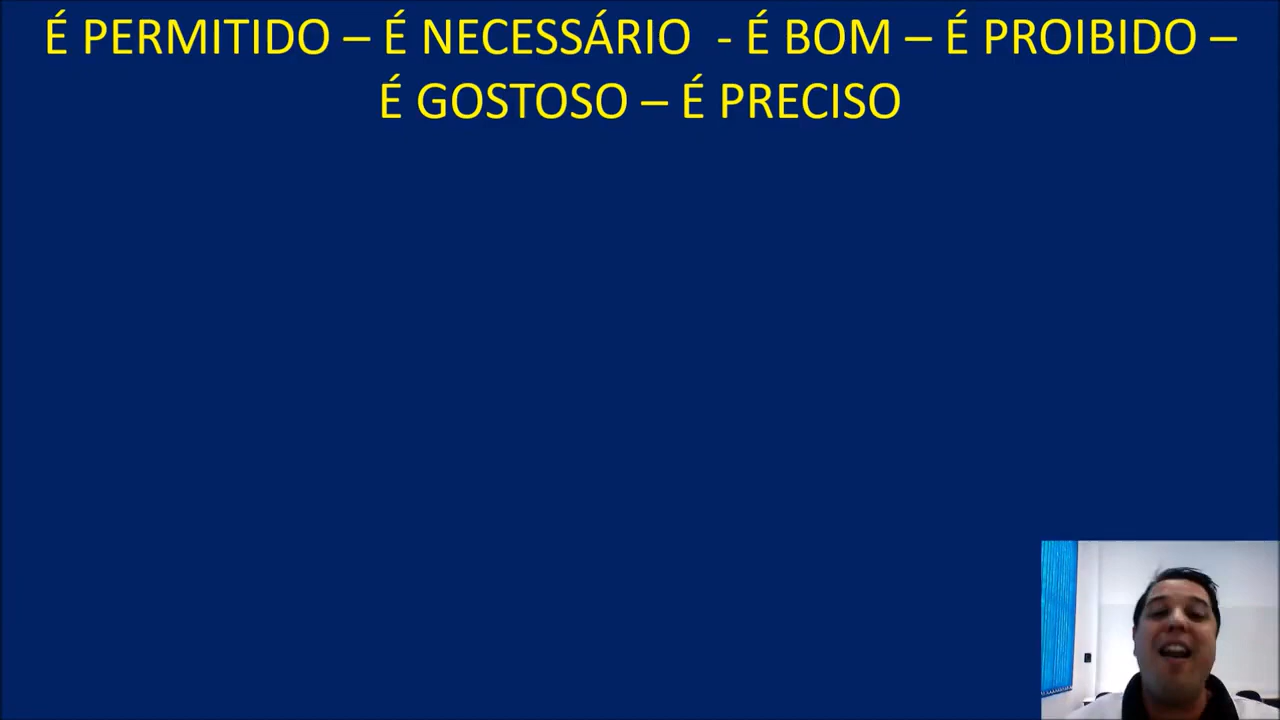 É PERMITIDO – É NECESSÁRIO - É BOM – É PROIBIDO –
É GOSTOSO – É PRECISO